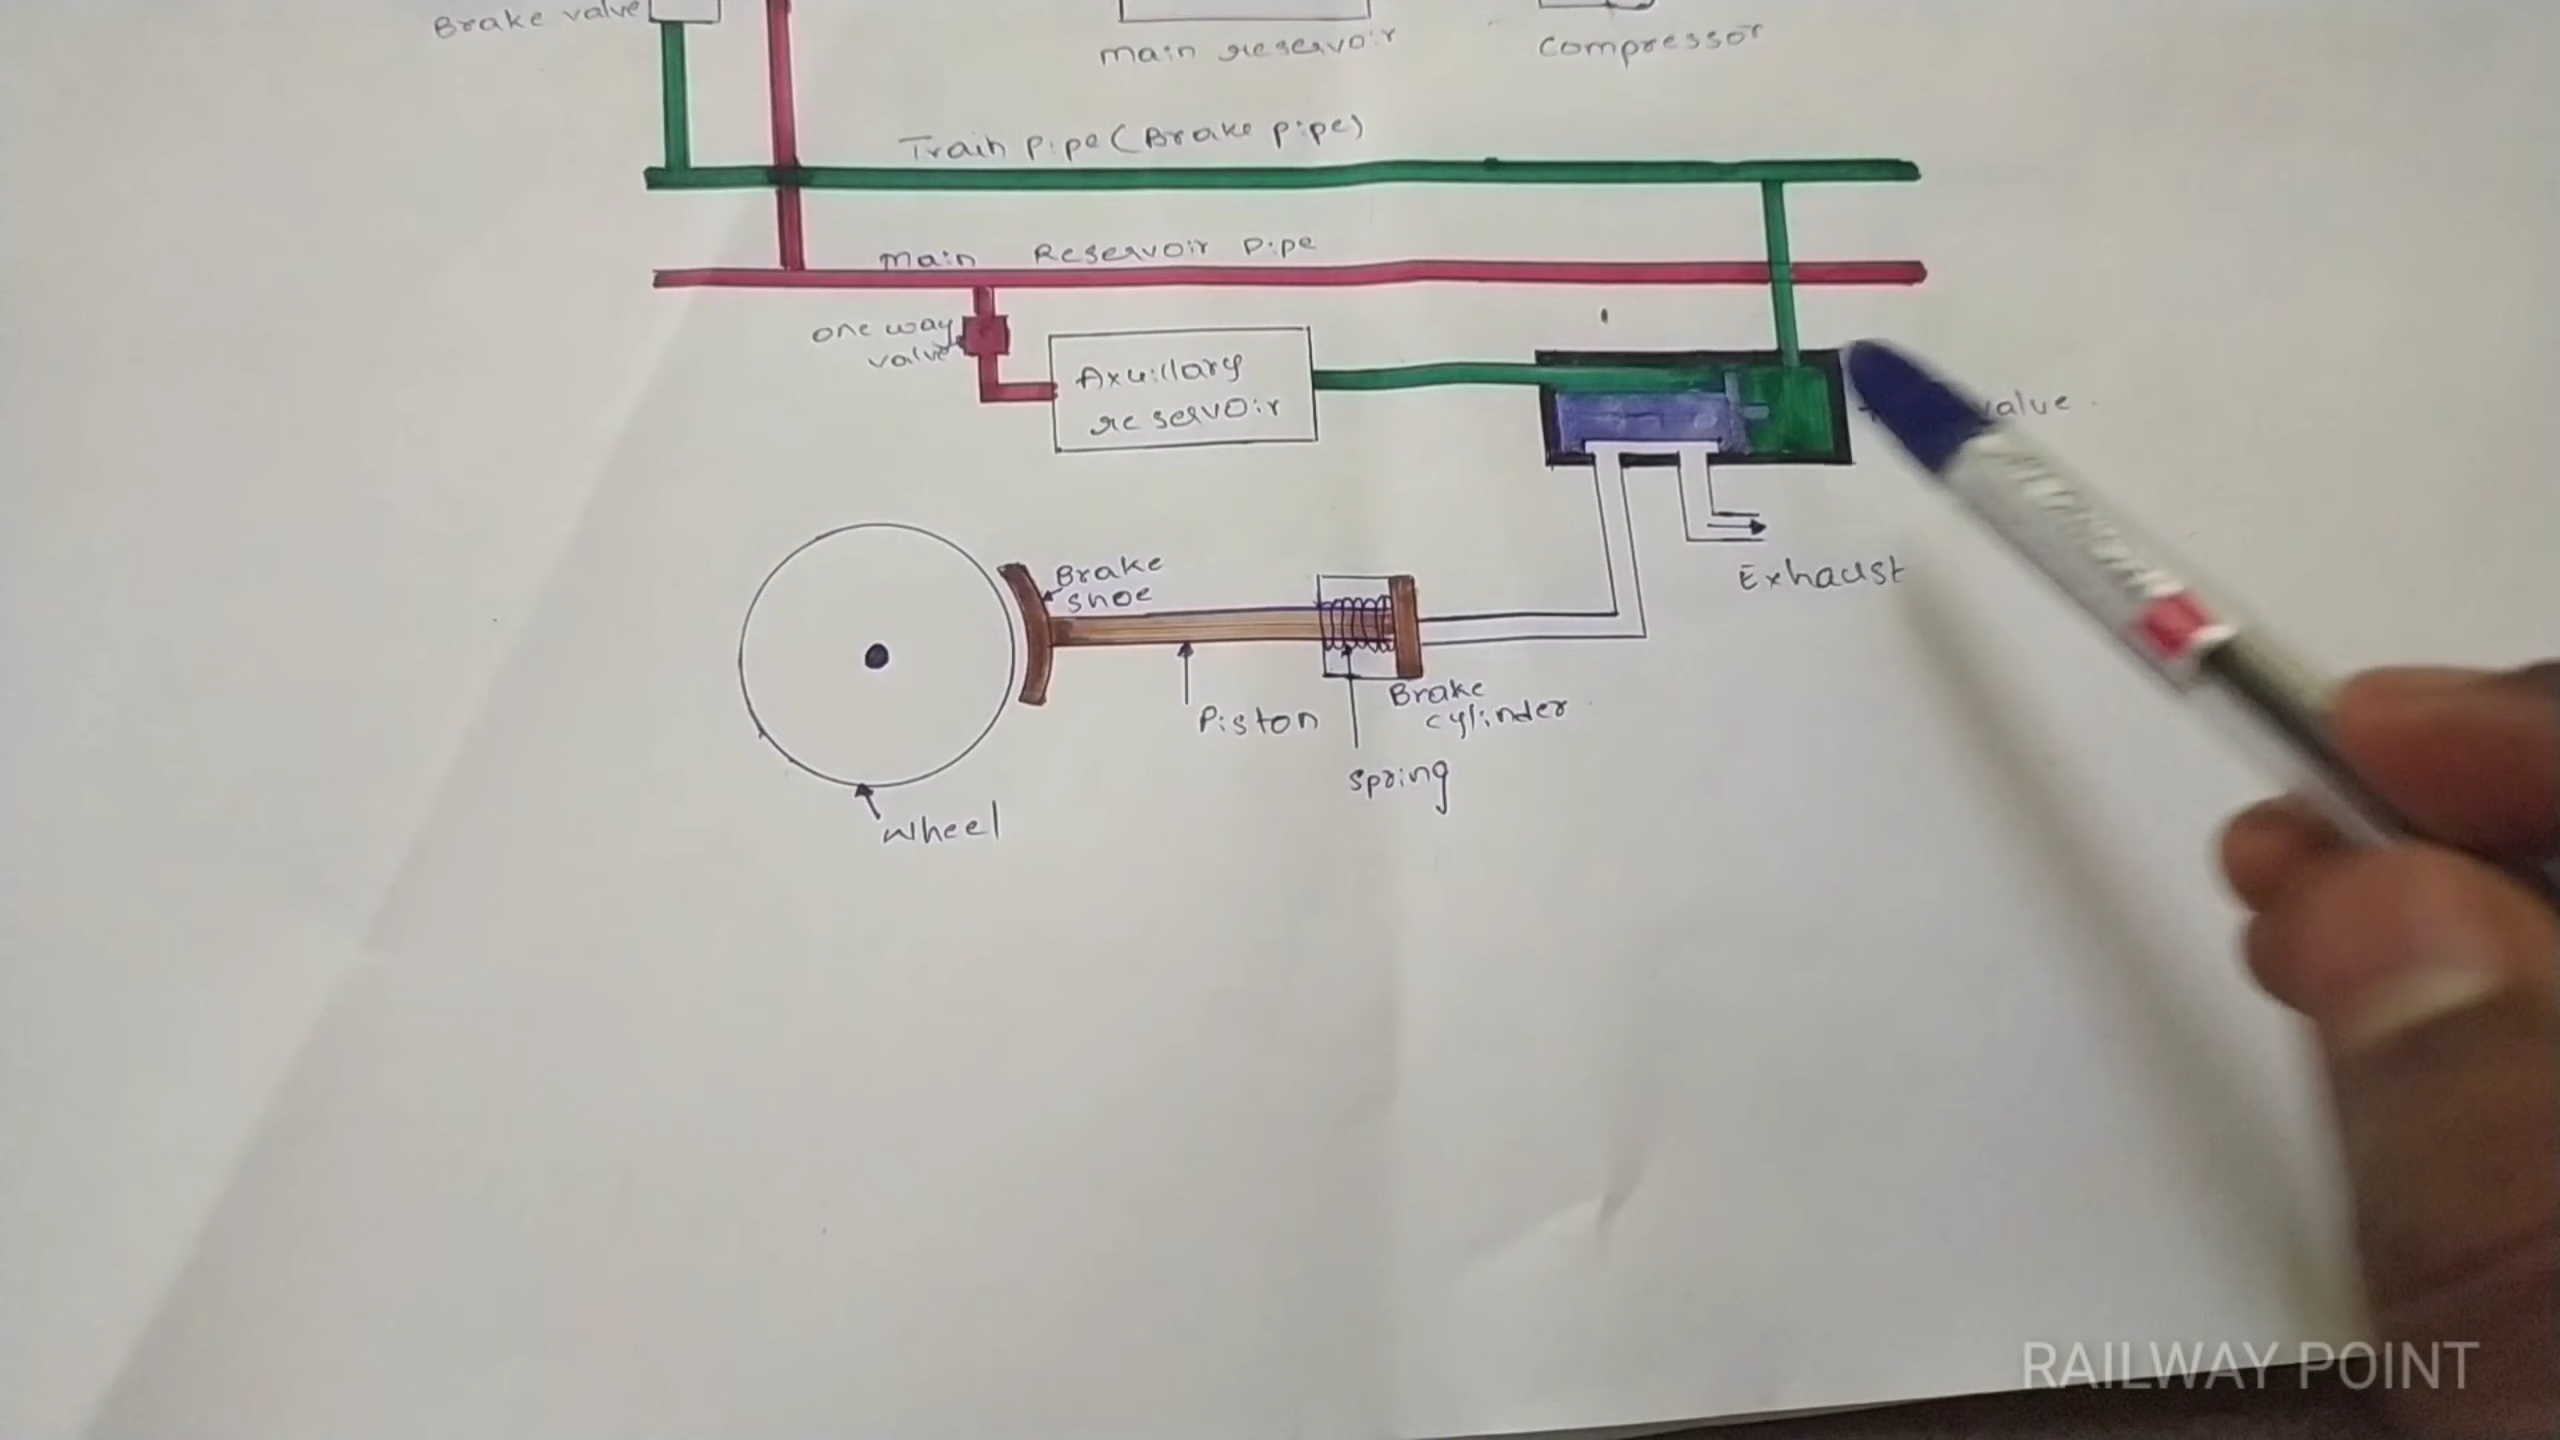 Brake valve
main reservoir
compressor
Train pipe (Brake pipe)
main Reservoir pipe
one way
valve
Axuillary
reservoir
valve.
Exhaust
Brake
shoe
Piston
Brake
cylinder
spring
wheel
RAILWAY POINT